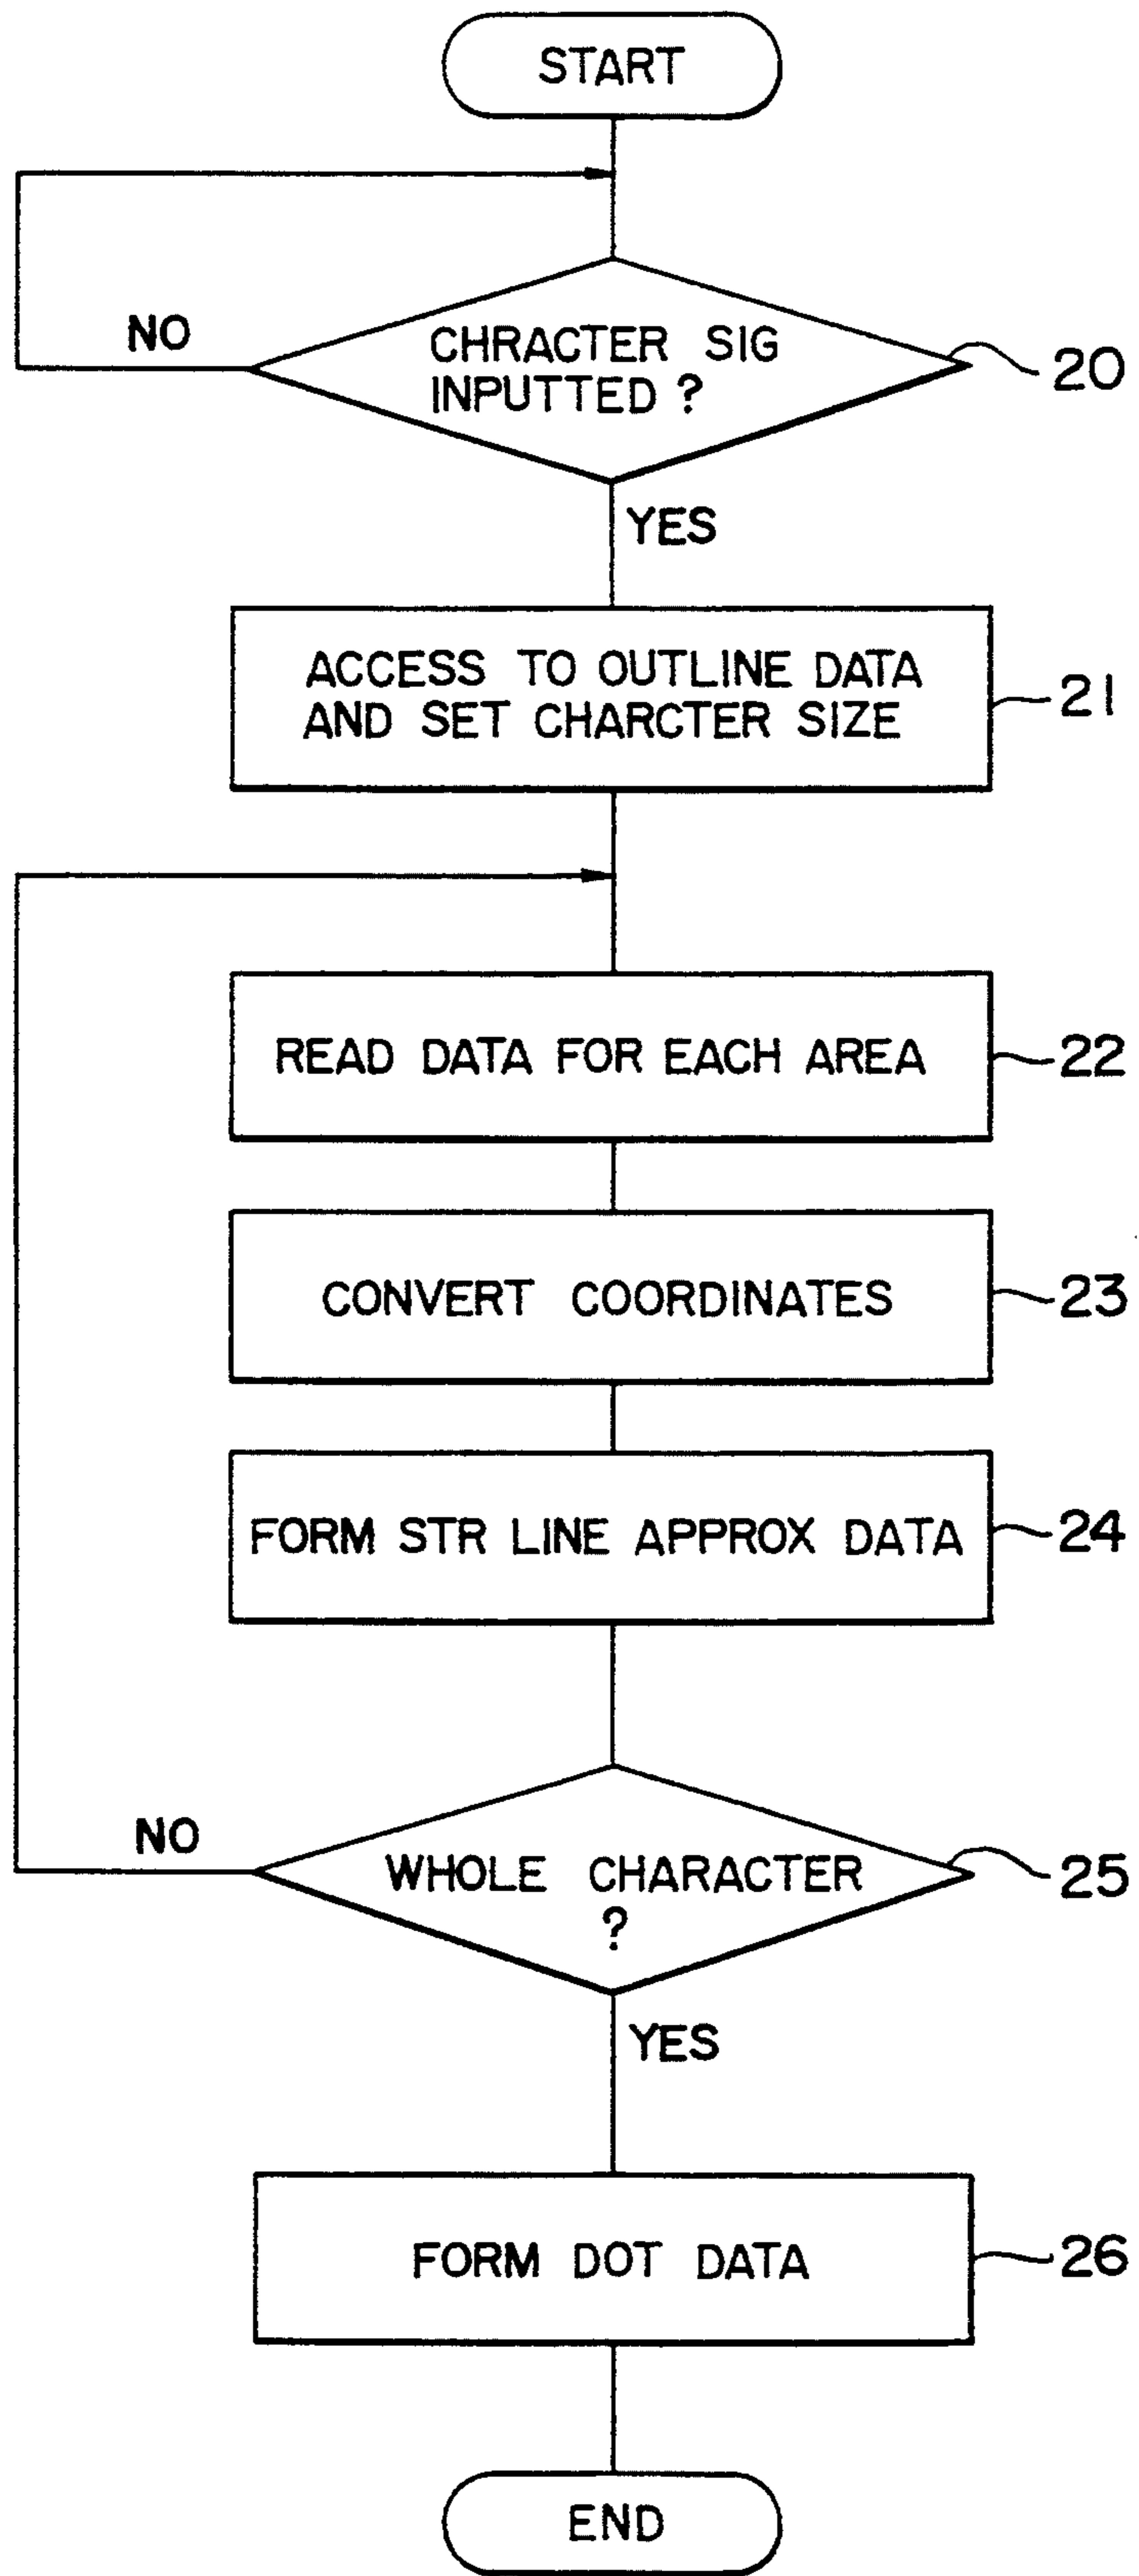 START
NO
CHRACTER SIG
INPUTTED ?
20
YES
ACCESS TO OUTLINE DATA
AND SET CHARCTER SIZE
21
READ DATA FOR EACH AREA
22
CONVERT COORDINATES
23
FORM STR LINE APPROX DATA
24
NO
WHOLE CHARACTER
?
25
YES
FORM DOT DATA
26
END